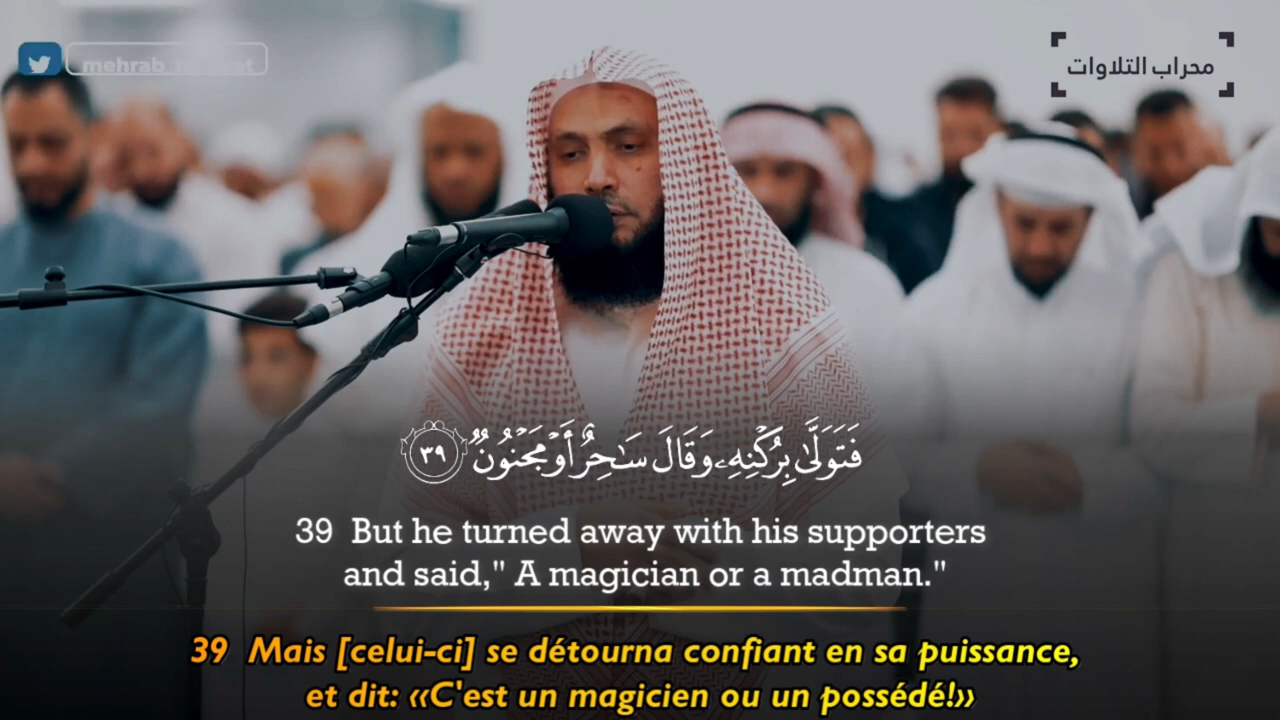 محراب التلاوات
فَتَوَلَّىٰ بِرُكْنِهِۦ وَقَالَ سَٰحِرٌ أَوْ مَجْنُونٌ ٣٩
39 But he turned away with his supporters
and said," A magician or a madman."
39 Mais [celui-ci] se détourna confiant en sa puissance,
et dit: «C'est un magicien ou un possédé!»